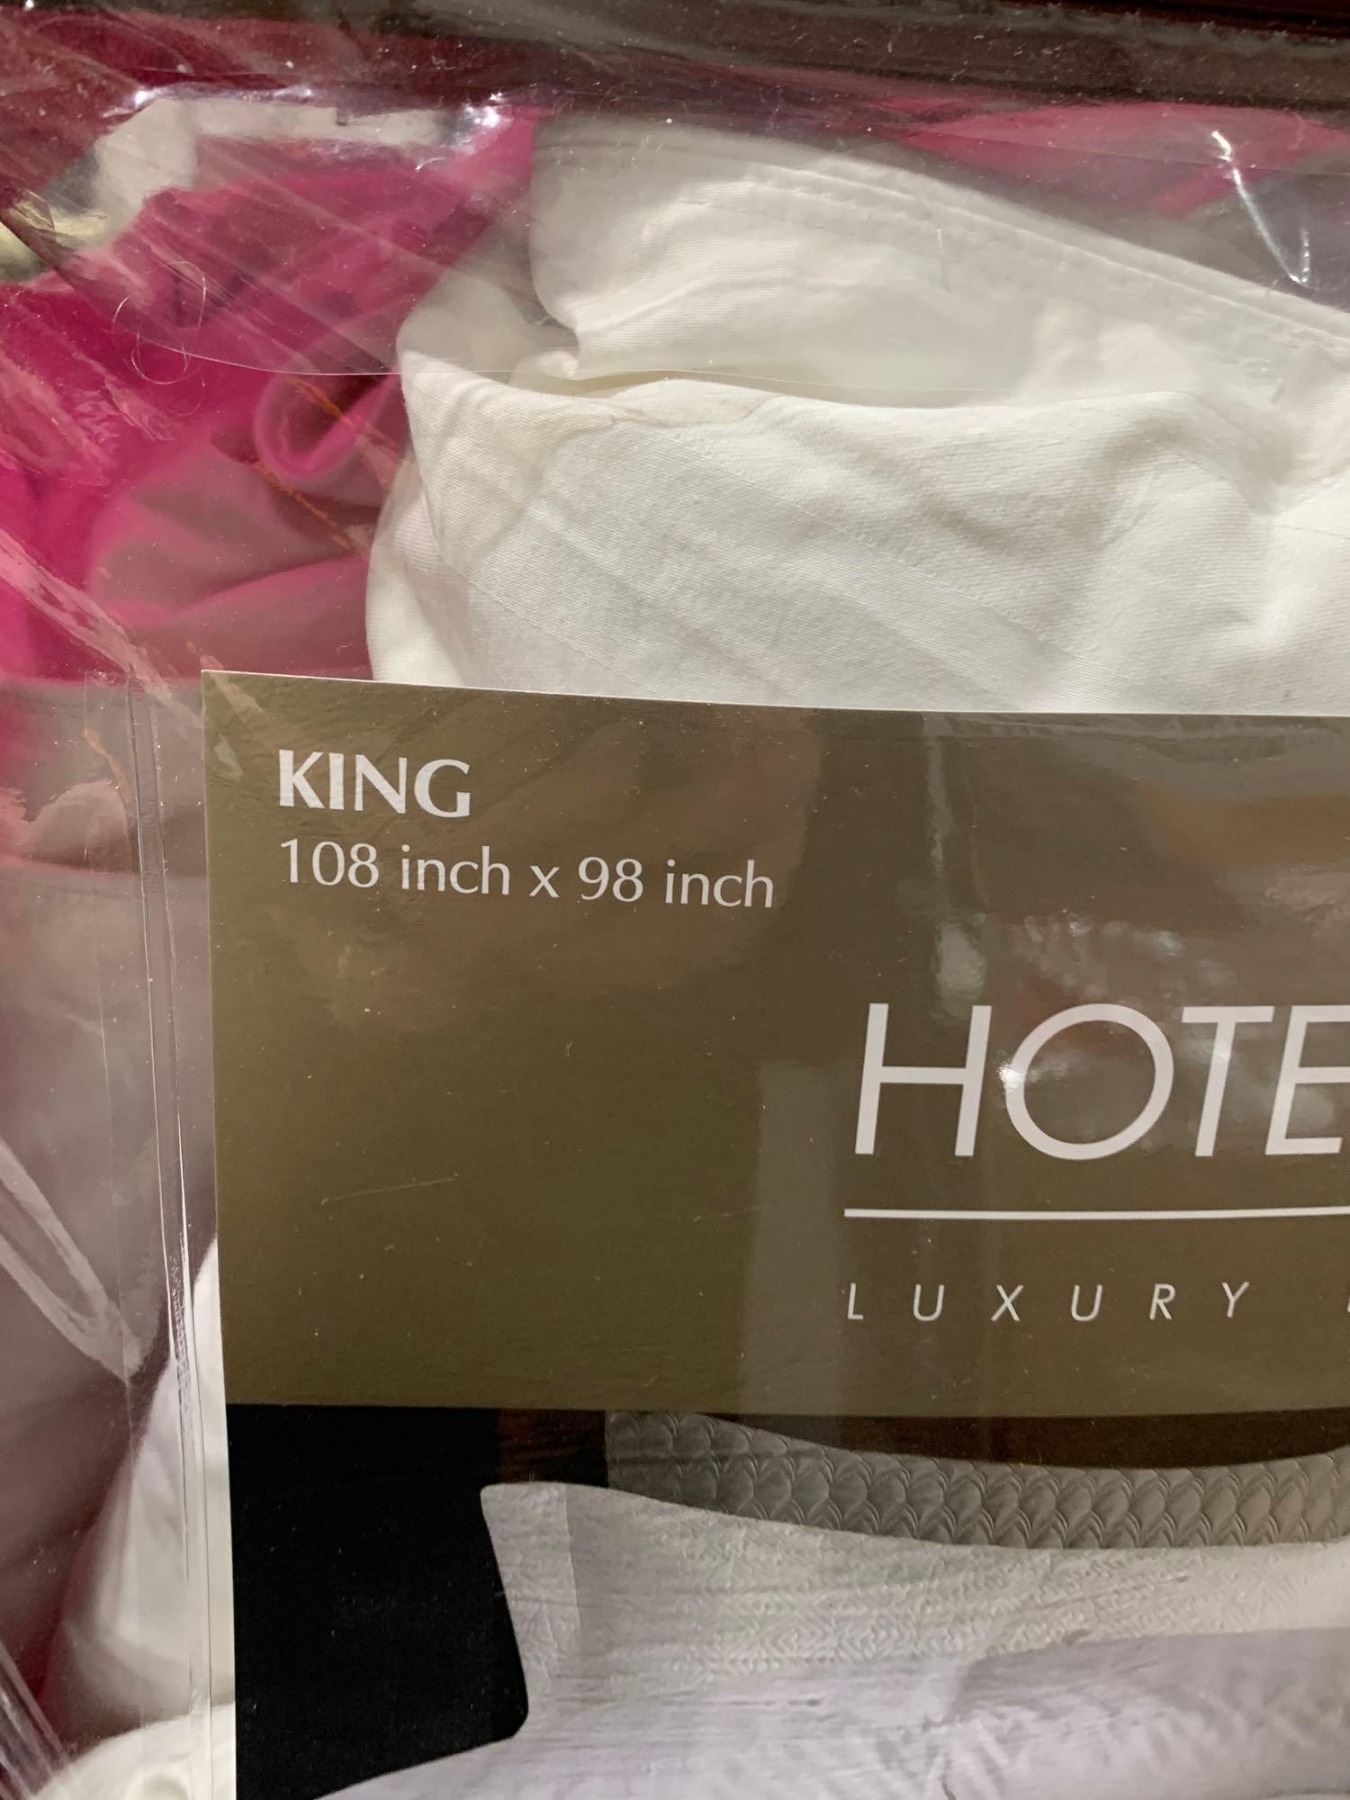 KING
108 inch x 98 inch
HOTE
LUXURY